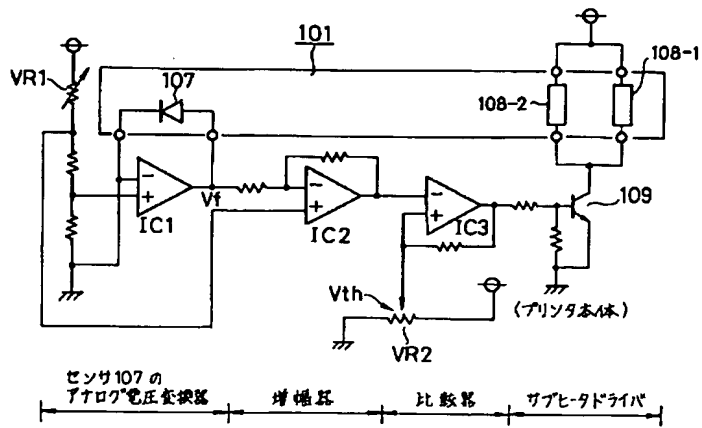 101
VR1
107
108-1
108-2
-
+
IC1
Vf
-
+
IC2
-
+
IC3
109
Vth
VR2
(プリンタ本体)
センサ107の
アナログ電圧変換器
増幅器
比較器
サブヒータドライバ